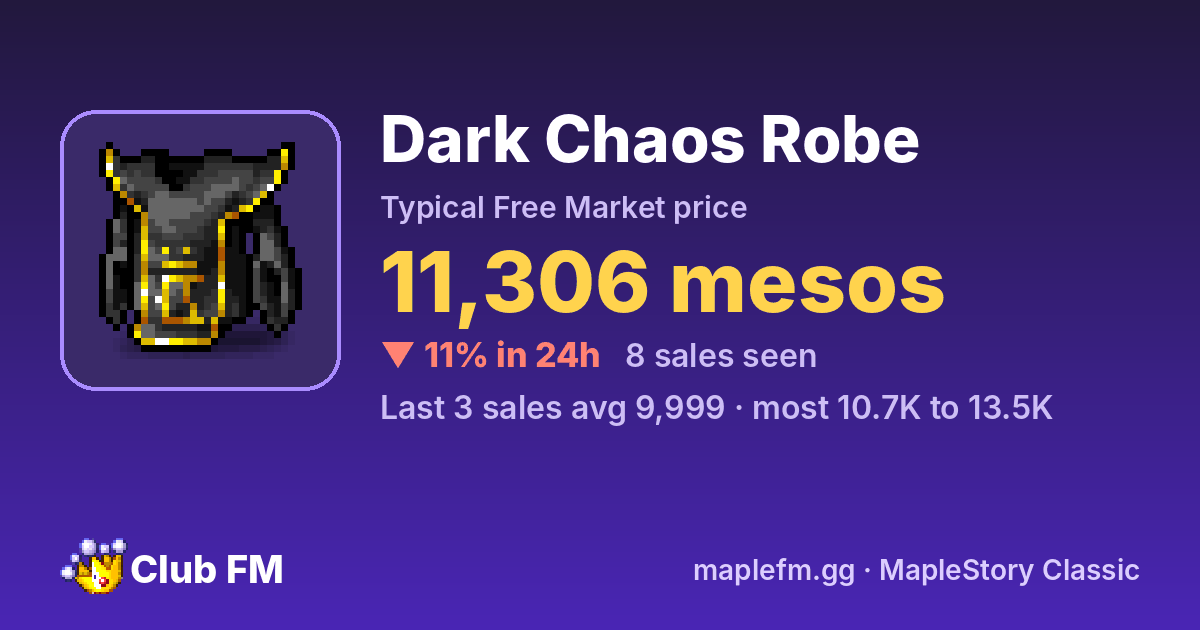 Dark Chaos Robe
Typical Free Market price
11,306 mesos
▼ 11% in 24h 8 sales seen
Last 3 sales avg 9,999 · most 10.7K to 13.5K
Club FM
maplefm.gg · MapleStory Classic